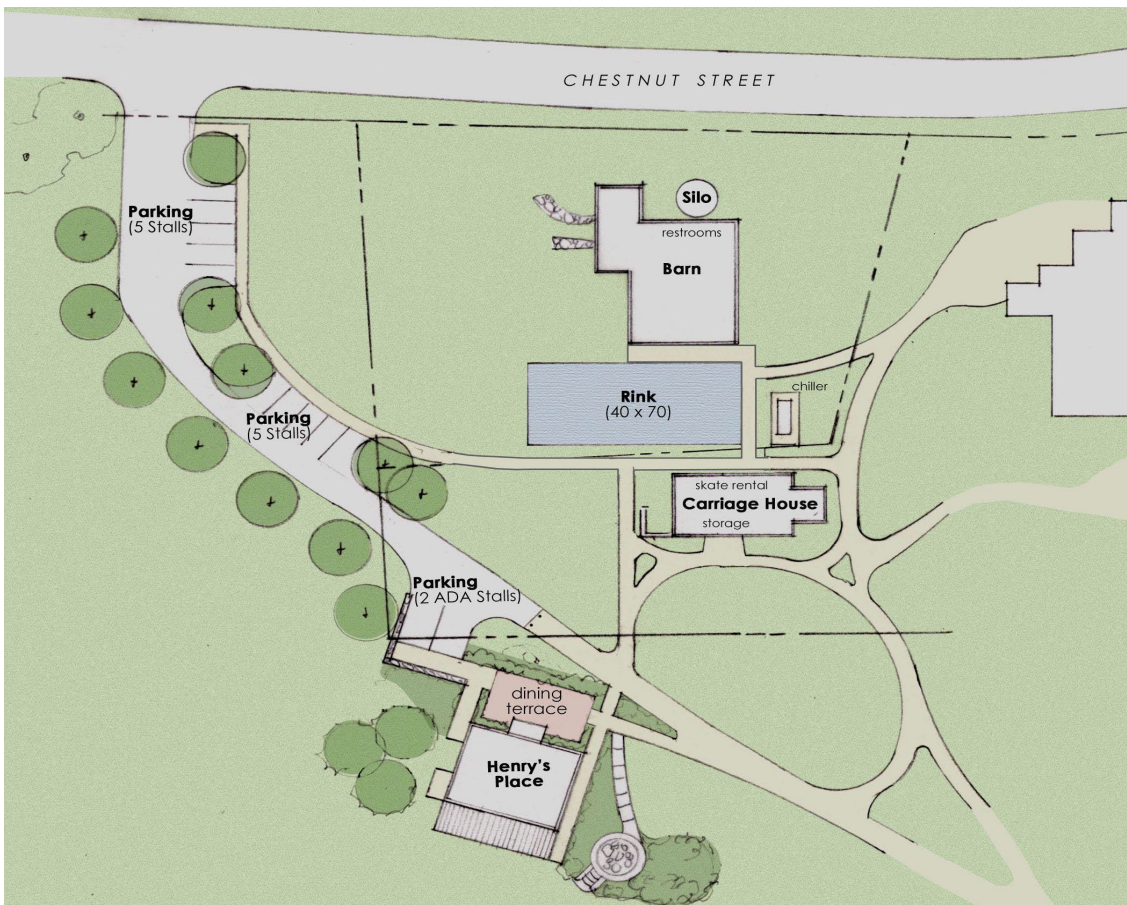 CHESTNUT STREET
Parking
(5 Stalls)
Silo
restrooms
Barn
chiller
Rink
(40 x 70)
Parking
(5 Stalls)
skate rental
Carriage House
storage
Parking
(2 ADA Stalls)
dining
terrace
Henry's
Place